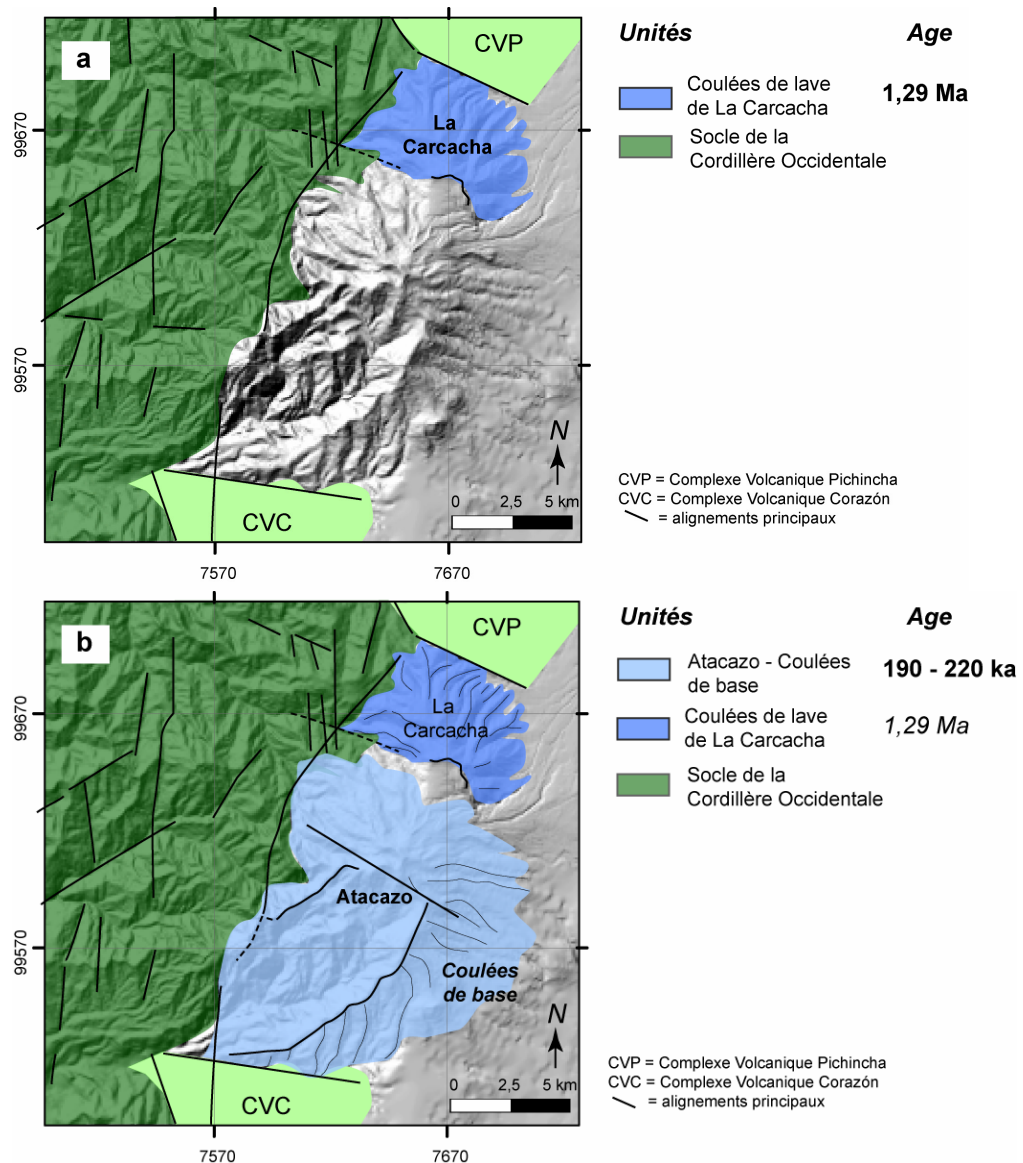 a
CVP
La
Carcacha
99670
99570
N
0 2,5 5 km
CVC
7570 7670
Unités Age
Coulées de lave
de La Carcacha
1,29 Ma
Socle de la
Cordillère Occidentale
CVP = Complexe Volcanique Pichincha
CVC = Complexe Volcanique Corazón
= alignements principaux
b
CVP
La
Carcacha
99670
Atacazo
99570
Coulées
de base
N
0 2,5 5 km
CVC
7570 7670
Unités Age
Atacazo - Coulées
de base
190 - 220 ka
Coulées de lave
de La Carcacha
1,29 Ma
Socle de la
Cordillère Occidentale
CVP = Complexe Volcanique Pichincha
CVC = Complexe Volcanique Corazón
= alignements principaux